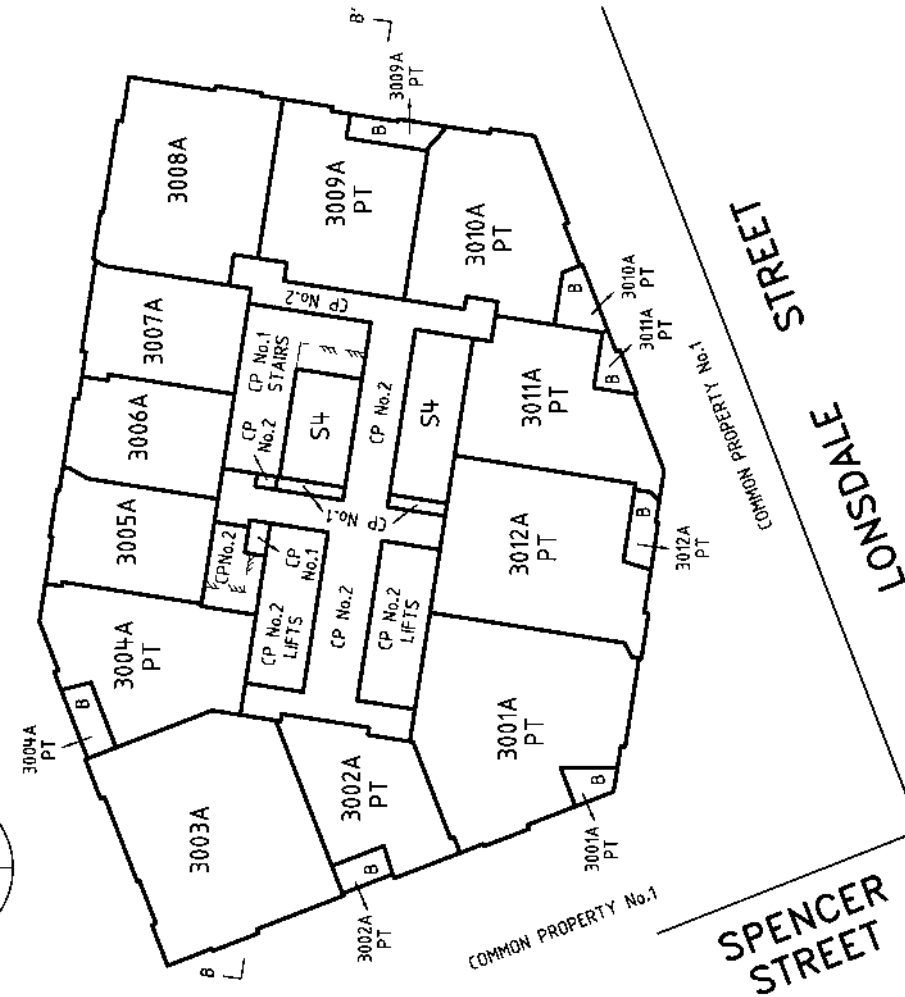 B'
3009A
PT
B
3008A
3009A
PT
3010A
PT
B
3010A
PT
3011A
PT
B
STREET
LONSDALE
COMMON PROPERTY No.1
3007A
CP No.2
CP No.1
STAIRS
CP
No.2
S4
CP No.2
S4
3011A
PT
3006A
3005A
CP No.1
CPNo.2
CP
No.1
3012A
PT
B
3012A
PT
3004A
PT
B
3004A
PT
CP No.2
LIFTS
CP No.2
CP No.2
LIFTS
3001A
PT
B
3001A
PT
3003A
3002A
PT
B
3002A
PT
B
COMMON PROPERTY No.1
SPENCER
STREET